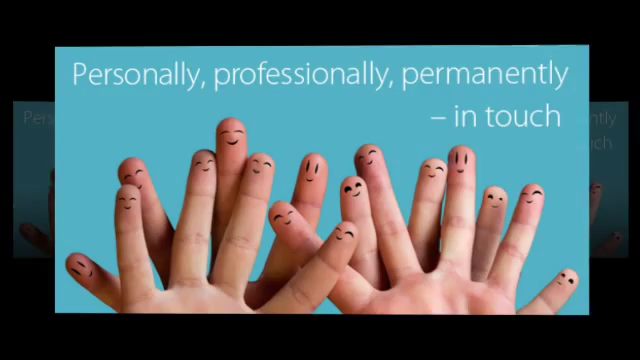 Personally, professionally, permanently
– in touch